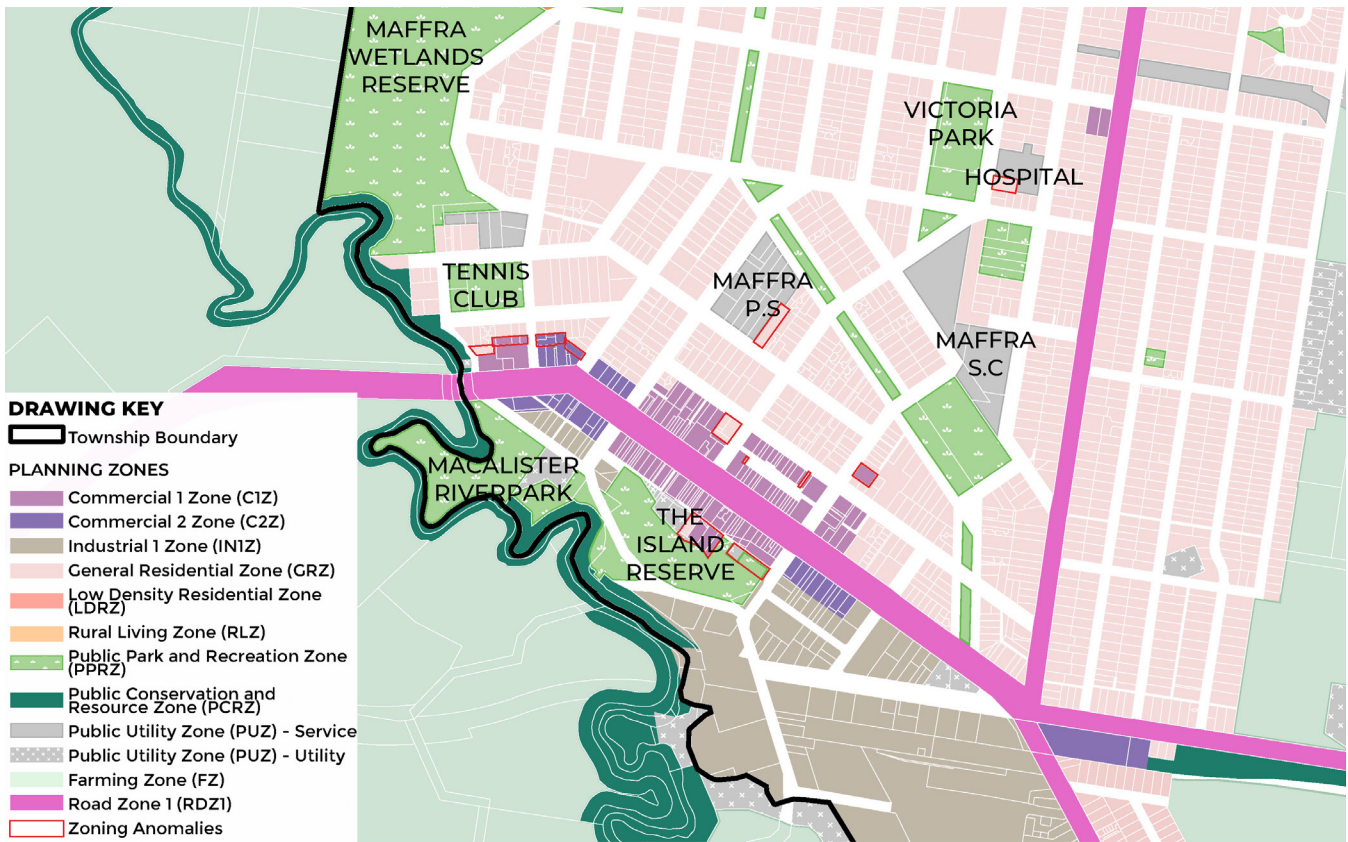 MAFFRA
WETLANDS
RESERVE
VICTORIA
PARK
HOSPITAL
TENNIS
CLUB
MAFFRA
P.S
MAFFRA
S.C
MACALISTER
RIVERPARK
THE
ISLAND
RESERVE
DRAWING KEY
Township Boundary
PLANNING ZONES
Commercial 1 Zone (C1Z)
Commercial 2 Zone (C2Z)
Industrial 1 Zone (IN1Z)
General Residential Zone (GRZ)
Low Density Residential Zone
(LDRZ)
Rural Living Zone (RLZ)
Public Park and Recreation Zone
(PPRZ)
Public Conservation and
Resource Zone (PCRZ)
Public Utility Zone (PUZ) - Service
Public Utility Zone (PUZ) - Utility
Farming Zone (FZ)
Road Zone 1 (RDZ1)
Zoning Anomalies